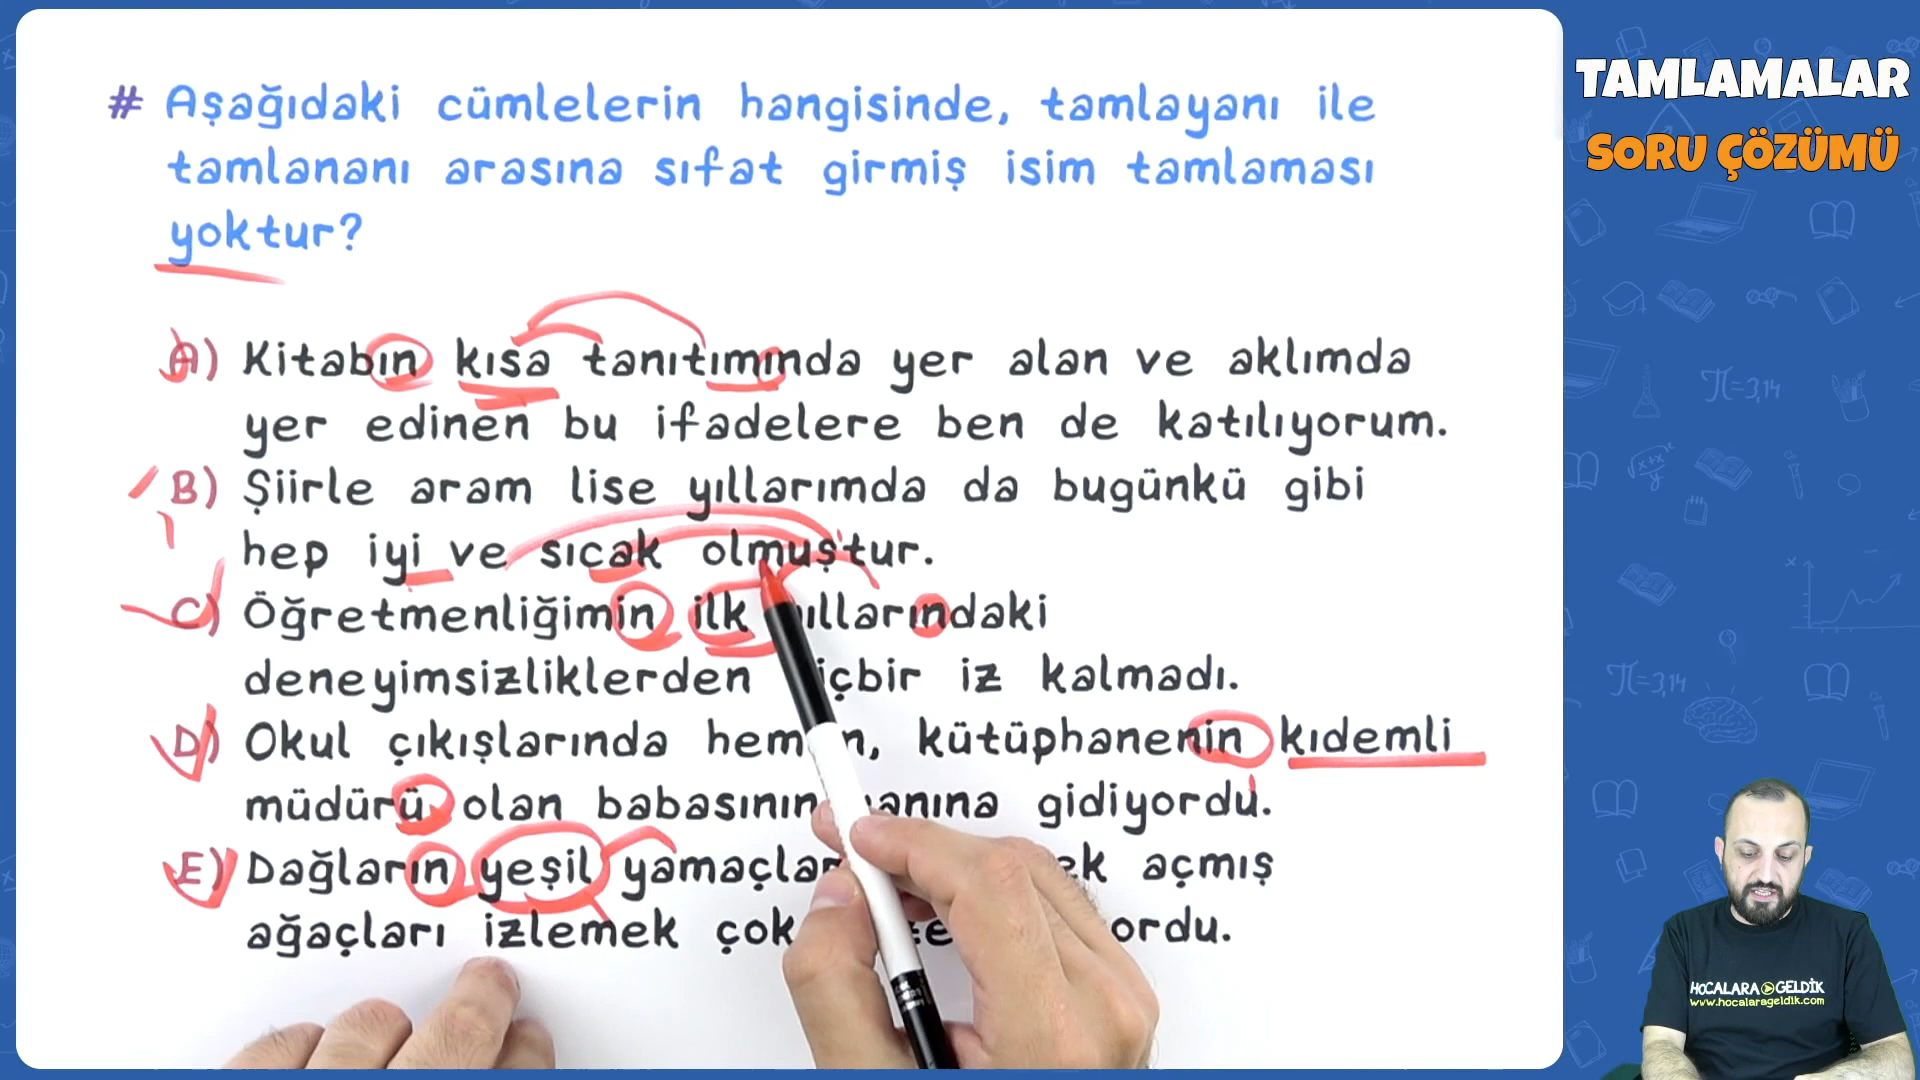 # Aşağıdaki cümlelerin hangisinde, tamlayanı ile
tamlananı arasına sıfat girmiş isim tamlaması
yoktur?
A) Kitabın kısa tanıtımında yer alan ve aklımda
yer edinen bu ifadelere ben de katılıyorum.
B) Şiirle aram lise yıllarımda da bugünkü gibi
hep iyi ve sıcak olmuştur.
C) Öğretmenliğimin ilk
deneyimsizliklerden iz kalmadı.
D) Okul çıkışlarında kütüphanenin kıdemli
müdürü olan babasının gidiyordu.
E) Dağların yeşil açmış
ağaçları izlemek çok
TAMLAMALAR
SORU ÇÖZÜMÜ
HOCALARA GELDİK
www.hocalarageldik.com